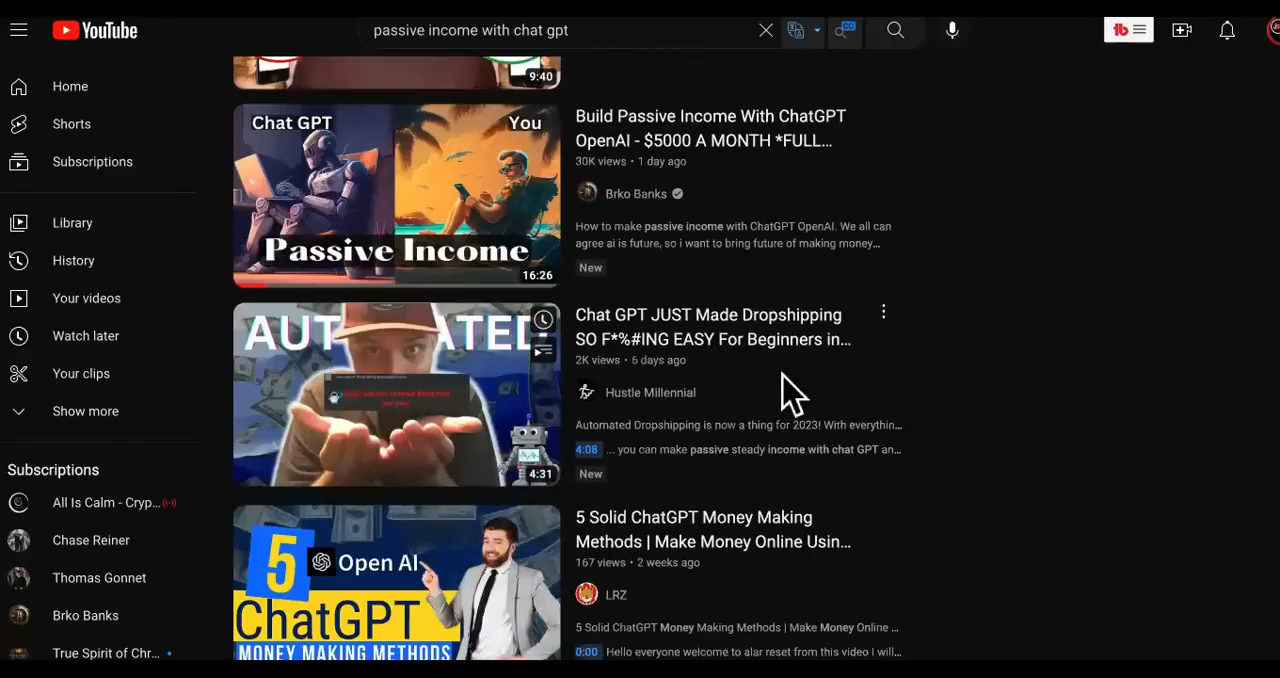 YouTube
passive income with chat gpt
CC
tb
Home
Shorts
Subscriptions
Library
History
Your videos
Watch later
Your clips
Show more
Subscriptions
All Is Calm - Cryp...
Chase Reiner
Thomas Gonnet
Brko Banks
True Spirit of Chr...
9:40
Chat GPT
You
Passive Income
16:26
Build Passive Income With ChatGPT
OpenAI - $5000 A MONTH *FULL...
30K views • 1 day ago
Brko Banks
How to make passive income with ChatGPT OpenAI. We all can
agree ai is future, so i want to bring future of making money...
New
AUT ATED
4:31
Chat GPT JUST Made Dropshipping
SO F*%#ING EASY For Beginners in...
2K views • 6 days ago
Hustle Millennial
Automated Dropshipping is now a thing for 2023! With everythin...
4:08 ... you can make passive steady income with chat GPT an...
New
5 Open AI
ChatGPT
MONEY MAKING METHODS
5 Solid ChatGPT Money Making
Methods | Make Money Online Usin...
167 views • 2 weeks ago
LRZ
5 Solid ChatGPT Money Making Methods | Make Money Online ...
0:00 Hello everyone welcome to alar reset from this video I will...